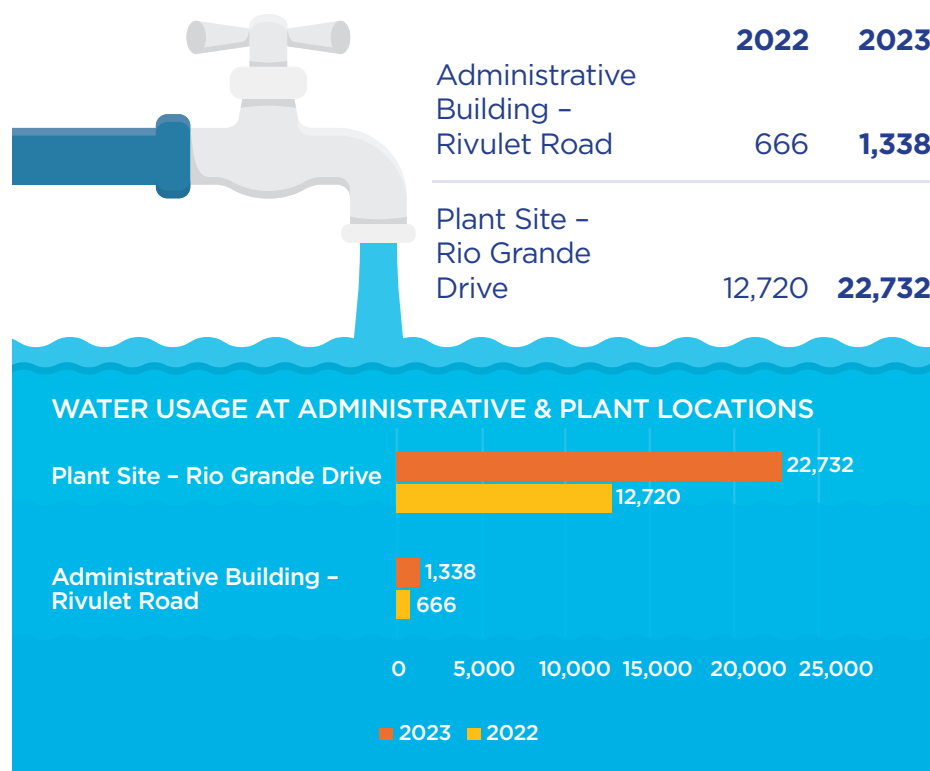 2022 2023
Administrative
Building –
Rivulet Road 666 1,338
Plant Site –
Rio Grande
Drive 12,720 22,732
WATER USAGE AT ADMINISTRATIVE & PLANT LOCATIONS
Plant Site – Rio Grande Drive 22,732
12,720
Administrative Building –
Rivulet Road
1,338
666
0 5,000 10,000 15,000 20,000 25,000
2023 2022